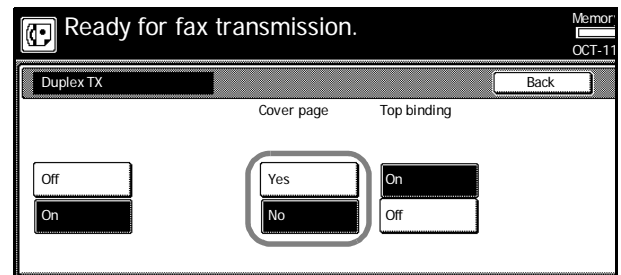 Ready for fax transmission.
Memor
OCT-11
Duplex TX
Back
Cover page Top binding
Off Yes On
On No Off